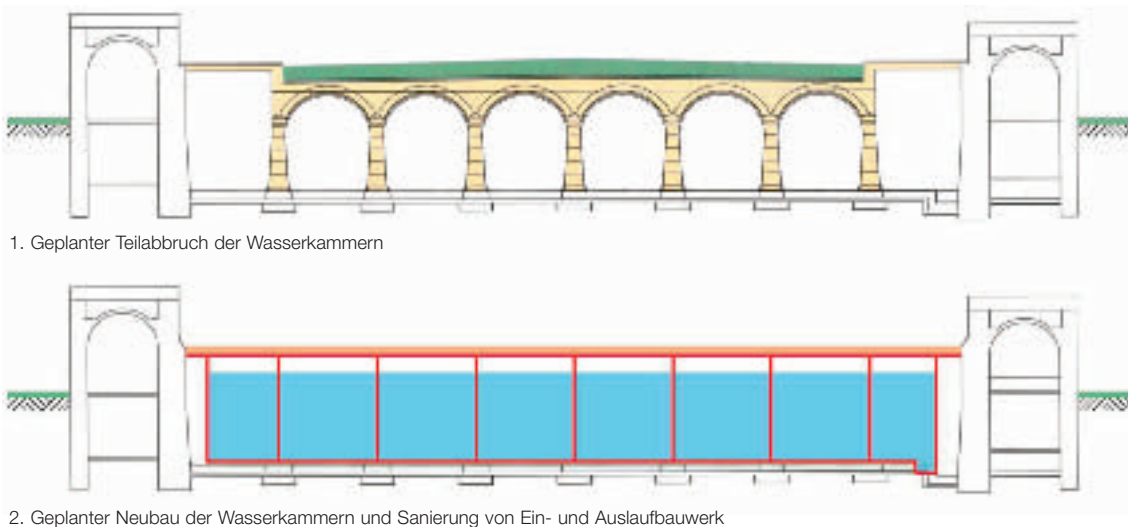 1. Geplanter Teilabbruch der Wasserkammern
2. Geplanter Neubau der Wasserkammern und Sanierung von Ein- und Auslaufbauwerk